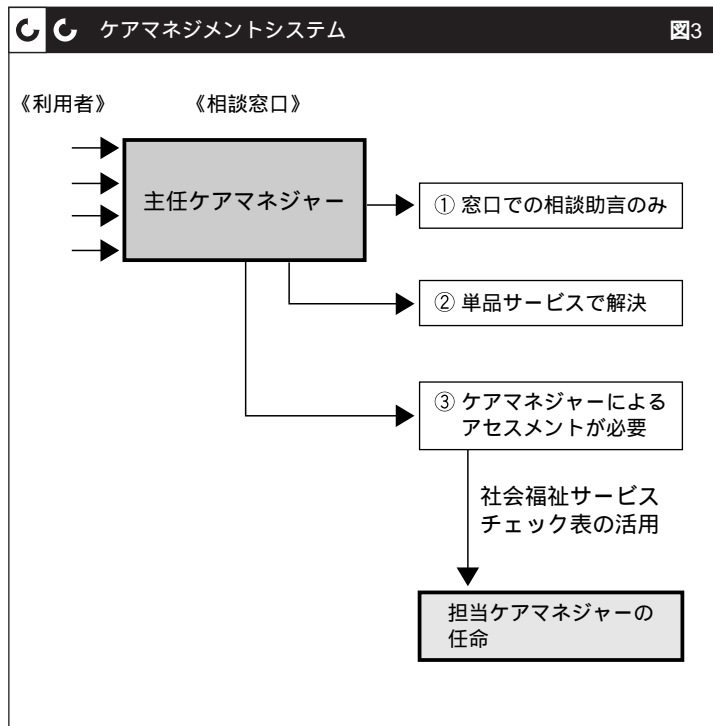 ケアマネジメントシステム 図3
《利用者》 《相談窓口》
主任ケアマネジャー
① 窓口での相談助言のみ
② 単品サービスで解決
③ ケアマネジャーによる
アセスメントが必要
社会福祉サービス
チェック表の活用
担当ケアマネジャーの
任命